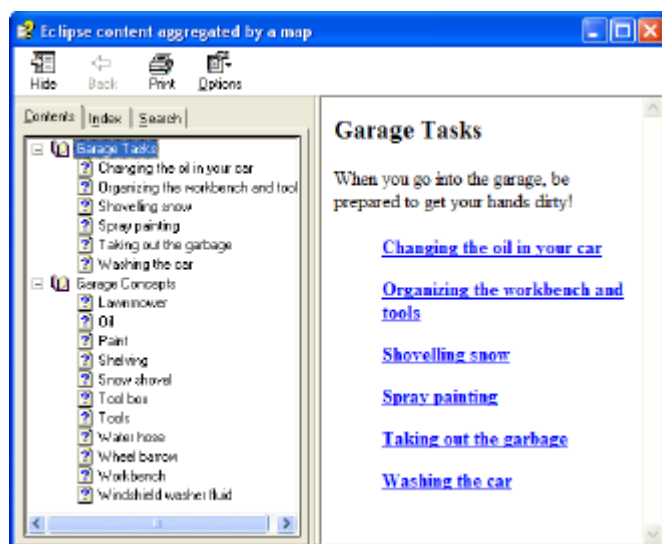 Eclipse content aggregated by a map
Hide Back Print Options
Contents Index Search
Garage Tasks
Changing the oil in your car
Organizing the workbench and tool
Shovelling snow
Spray painting
Taking out the garbage
Washing the car
Garage Concepts
Lawnmower
Oil
Paint
Shelving
Snow shovel
Tool box
Tools
Water hose
Wheel barrow
Workbench
Windshield washer fluid
Garage Tasks
When you go into the garage, be
prepared to get your hands dirty!
Changing the oil in your car
Organizing the workbench and
tools
Shovelling snow
Spray painting
Taking out the garbage
Washing the car